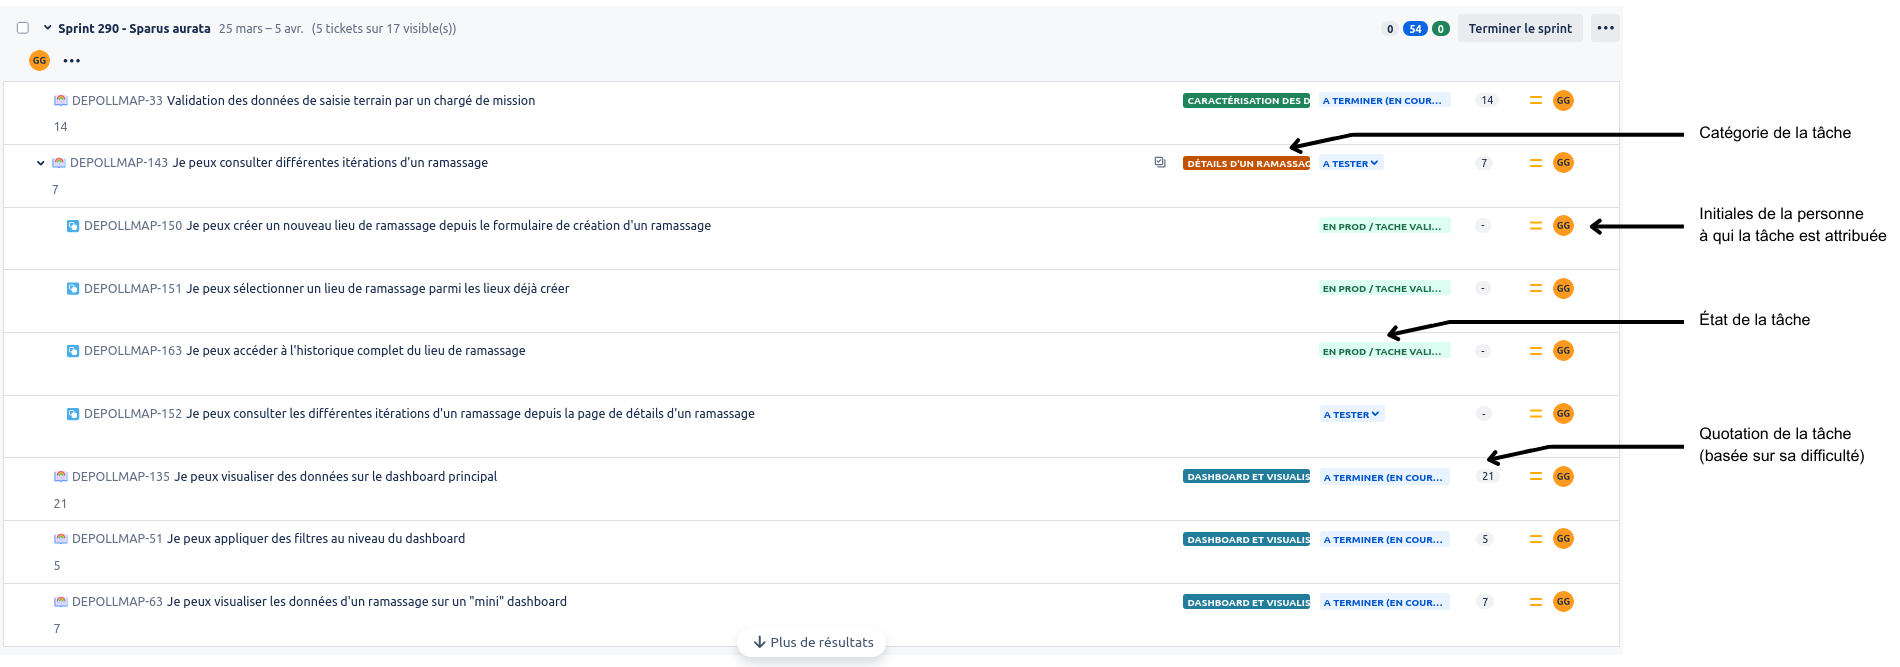 Sprint 290 - Sparus aurata 25 mars – 5 avr. (5 tickets sur 17 visible(s)) 0 54 0 Terminer le sprint
GG
DEPOLLMAP-33 Validation des données de saisie terrain par un chargé de mission CARACTÉRISATION DES D A TERMINER (EN COUR... 14 GG
14
Catégorie de la tâche
DEPOLLMAP-143 Je peux consulter différentes itérations d'un ramassage DÉTAILS D'UN RAMASSAG A TESTER 7 GG
7
Initiales de la personne
à qui la tâche est attribuée
DEPOLLMAP-150 Je peux créer un nouveau lieu de ramassage depuis le formulaire de création d'un ramassage EN PROD / TACHE VALI... - GG
DEPOLLMAP-151 Je peux sélectionner un lieu de ramassage parmi les lieux déjà créer EN PROD / TACHE VALI... - GG
État de la tâche
DEPOLLMAP-163 Je peux accéder à l'historique complet du lieu de ramassage EN PROD / TACHE VALI... - GG
DEPOLLMAP-152 Je peux consulter les différentes itérations d'un ramassage depuis la page de détails d'un ramassage A TESTER - GG
Quotation de la tâche
(basée sur sa difficulté)
DEPOLLMAP-135 Je peux visualiser des données sur le dashboard principal DASHBOARD ET VISUALIS A TERMINER (EN COUR... 21 GG
21
DEPOLLMAP-51 Je peux appliquer des filtres au niveau du dashboard DASHBOARD ET VISUALIS A TERMINER (EN COUR... 5 GG
5
DEPOLLMAP-63 Je peux visualiser les données d'un ramassage sur un "mini" dashboard DASHBOARD ET VISUALIS A TERMINER (EN COUR... 7 GG
7
Plus de résultats